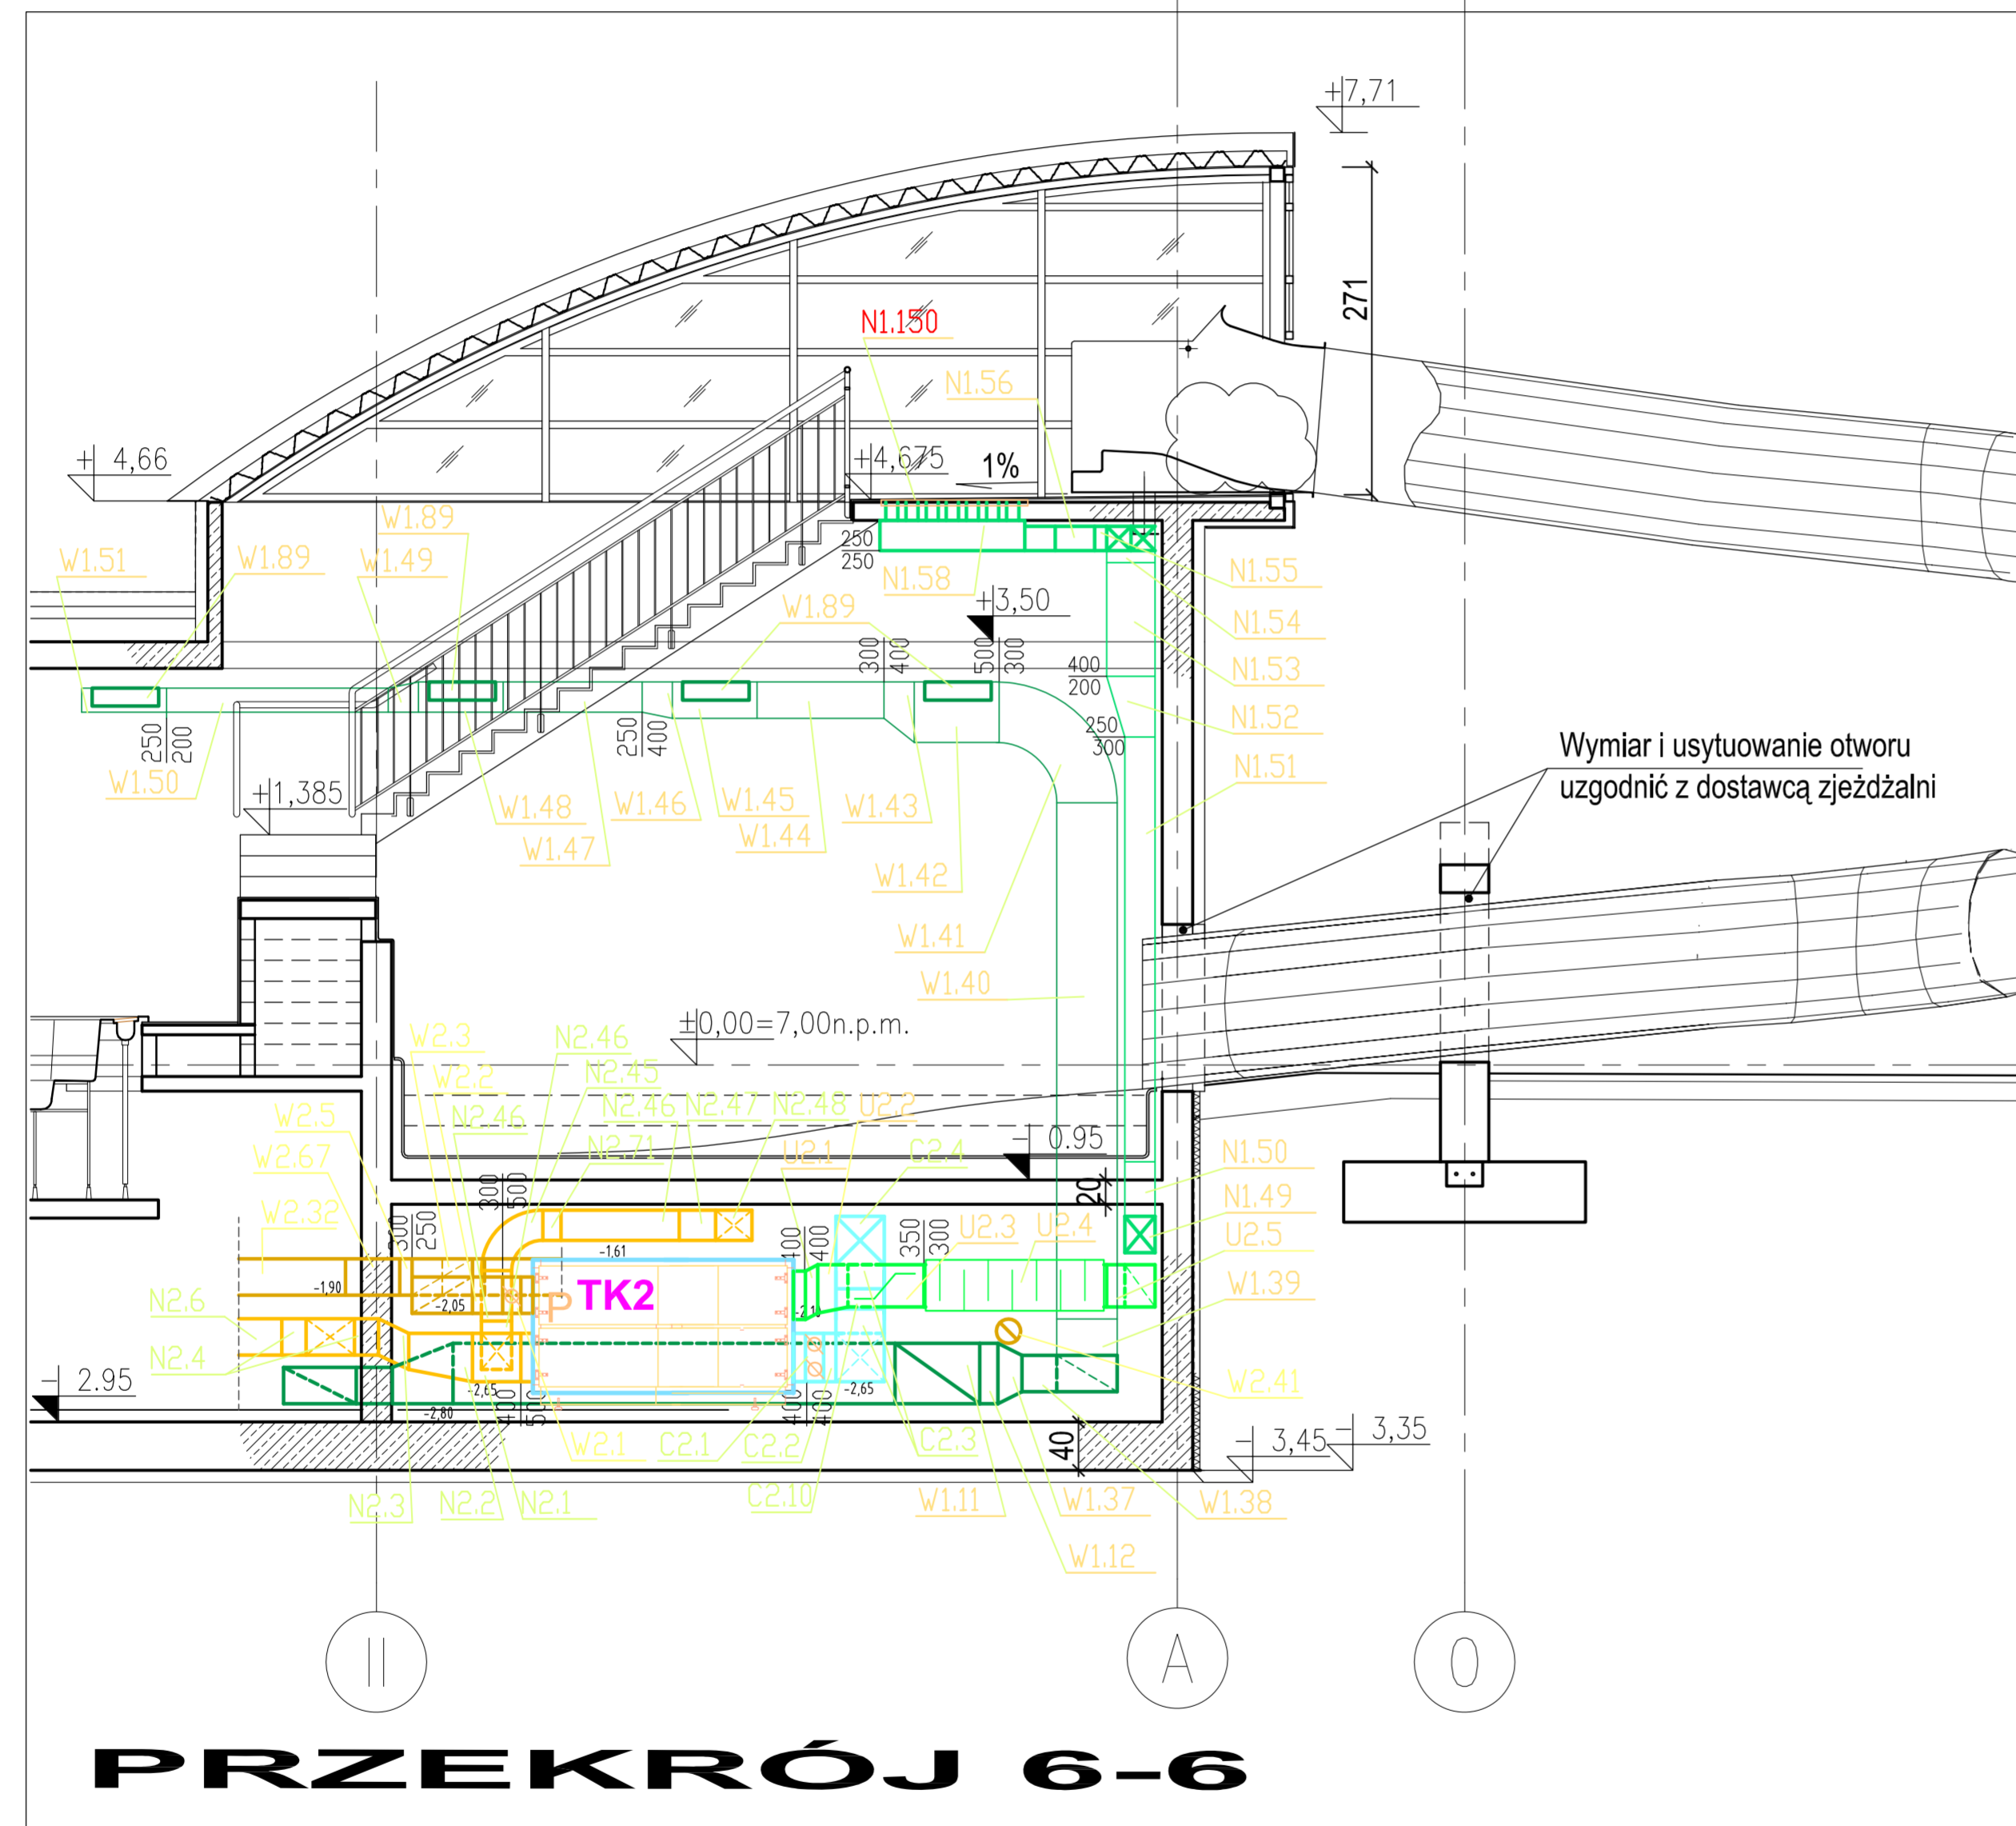 +7,71
271
N1.150
N1.56
+ 4,66
+4,675
1%
W1.89
W1.51
W1.89
W1.49
250
250
N1.58
N1.55
+3,50
W1.89
N1.54
300
400
500
300
400
200
N1.53
N1.52
250
300
250
200
250
400
W1.50
N1.51
Wymiar i usytuowanie otworu
uzgodnić z dostawcą zjeżdżalni
+1,385
W1.48
W1.46
W1.45
W1.43
W1.47
W1.44
W1.42
W1.41
W1.40
±0,00=7,00n.p.m.
W2.3
N2.46
W2.2
N2.45
W2.5
N2.46
N2.46
N2.47
N2.48
U2.2
W2.67
N2.71
U2.1
C2.4
- 0.95
N1.50
300
500
20
N1.49
W2.32
300
250
400
400
350
300
U2.3
U2.4
U2.5
-1,61
-1,90
TK2
P
W1.39
N2.6
-2,05
-2,10
N2.4
- 2.95
-2,65
-2,65
W2.41
-2,80
400
500
400
400
W2.1
C2.1
C2.2
C2.3
40
- 3,45
- 3,35
N2.3
N2.2
N2.1
C2.10
W1.11
W1.37
W1.38
W1.12
II
A
0
PRZEKRÓJ 6-6